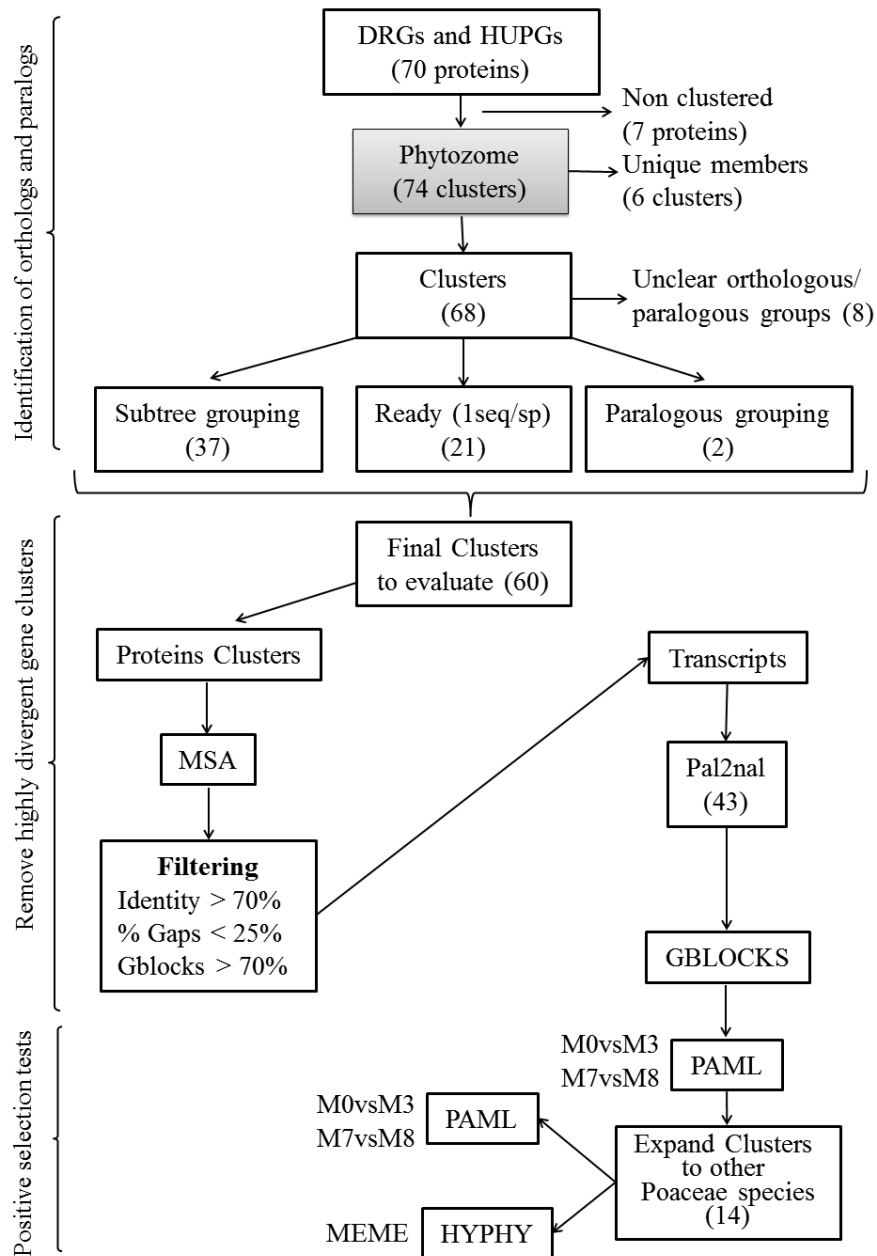 Identification of orthologs and paralogs
DRGs and HUPGs
(70 proteins)
Non clustered
(7 proteins)
Phytozome
(74 clusters)
Unique members
(6 clusters)
Clusters
(68)
Unclear orthologous/
paralogous groups (8)
Subtree grouping
(37)
Ready (1seq/sp)
(21)
Paralogous grouping
(2)
Remove highly divergent gene clusters
Final Clusters
to evaluate (60)
Proteins Clusters
MSA
Filtering
Identity > 70%
% Gaps < 25%
Gblocks > 70%
Transcripts
Pal2nal
(43)
GBLOCKS
Positive selection tests
M0vsM3
M7vsM8
PAML
Expand Clusters
to other
Poaceae species
(14)
M0vsM3
M7vsM8
PAML
MEME
HYPHY